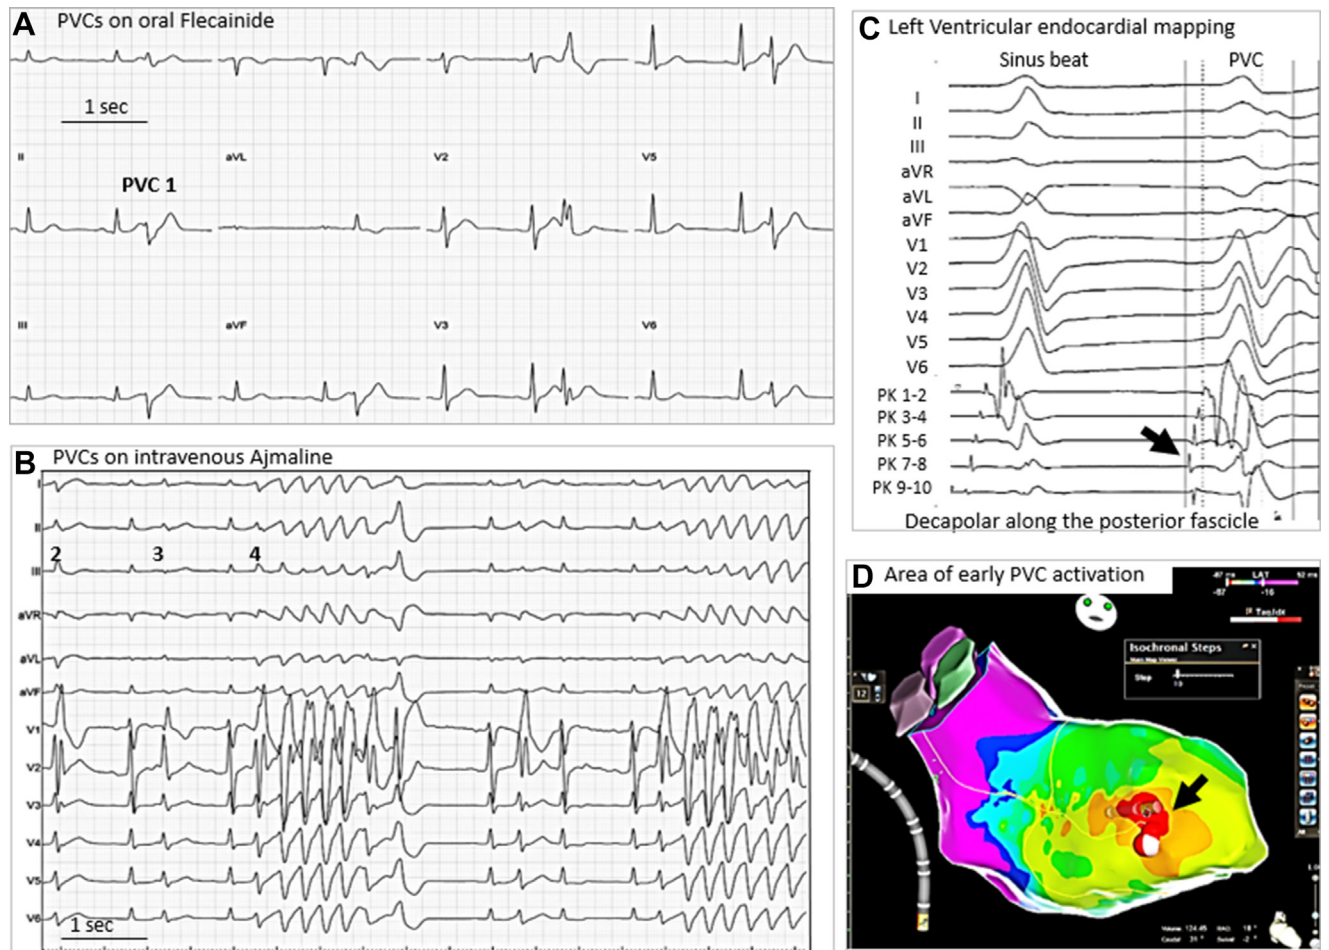 A PVCs on oral Flecainide
1 sec
II aVL V2 V5
PVC 1
III aVF V3 V6
B PVCs on intravenous Ajmaline
I
II
2 3 4
III
aVR
aVL
aVF
V1
V2
V3
V4
V5
V6
1 sec
C Left Ventricular endocardial mapping
Sinus beat PVC
I
II
III
aVR
aVL
aVF
V1
V2
V3
V4
V5
V6
PK 1-2
PK 3-4
PK 5-6
PK 7-8
PK 9-10
Decapolar along the posterior fascicle
D Area of early PVC activation
LAT
-87 -16
Isochronal Steps
Step
10
12